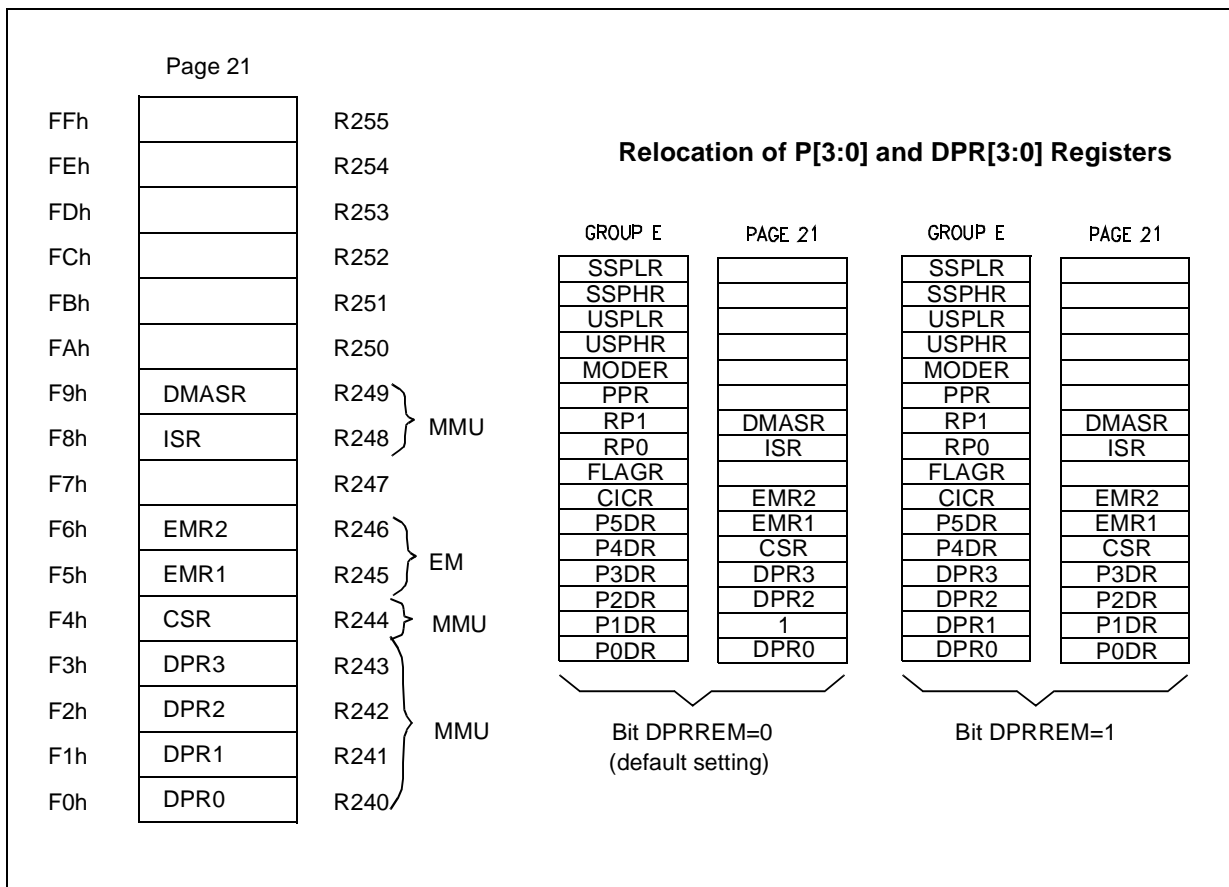 Page 21
FFh R255
FEh R254
FDh R253
FCh R252
FBh R251
FAh R250
F9h DMASR R249
F8h ISR R248
MMU
F7h R247
F6h EMR2 R246
F5h EMR1 R245
EM
F4h CSR R244 MMU
F3h DPR3 R243
F2h DPR2 R242
F1h DPR1 R241
F0h DPR0 R240
MMU
Relocation of P[3:0] and DPR[3:0] Registers
GROUP E PAGE 21 GROUP E PAGE 21
SSPLR SSPLR
SSPHR SSPHR
USPLR USPLR
USPHR USPHR
MODER MODER
PPR PPR
RP1 DMASR RP1 DMASR
RP0 ISR RP0 ISR
FLAGR FLAGR
CICR EMR2 CICR EMR2
P5DR EMR1 P5DR EMR1
P4DR CSR P4DR CSR
P3DR DPR3 DPR3 P3DR
P2DR DPR2 DPR2 P2DR
P1DR 1 DPR1 P1DR
P0DR DPR0 DPR0 P0DR
Bit DPRREM=0 Bit DPRREM=1
(default setting)